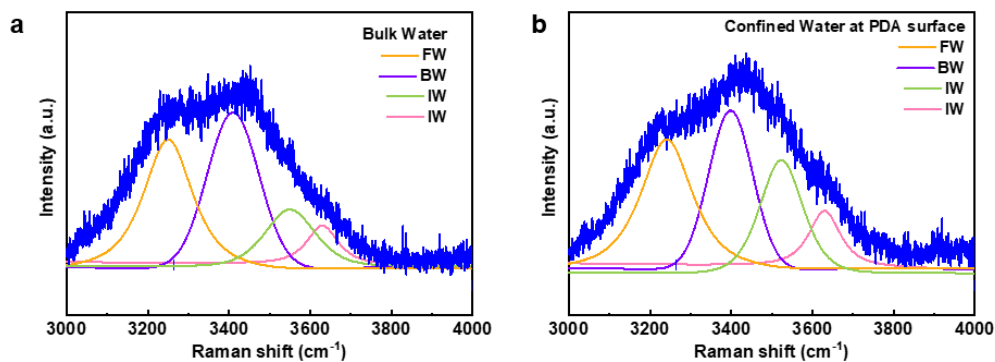 a
Bulk Water
FW
BW
IW
IW
Intensity (a.u.)
3000 3200 3400 3600 3800 4000
Raman shift (cm⁻¹)
b
Confined Water at PDA surface
FW
BW
IW
IW
Intensity (a.u.)
3000 3200 3400 3600 3800 4000
Raman shift (cm⁻¹)